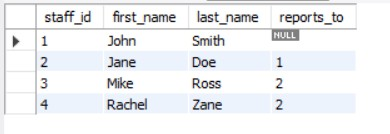 staff_id first_name last_name reports_to
1 John Smith NULL
2 Jane Doe 1
3 Mike Ross 2
4 Rachel Zane 2